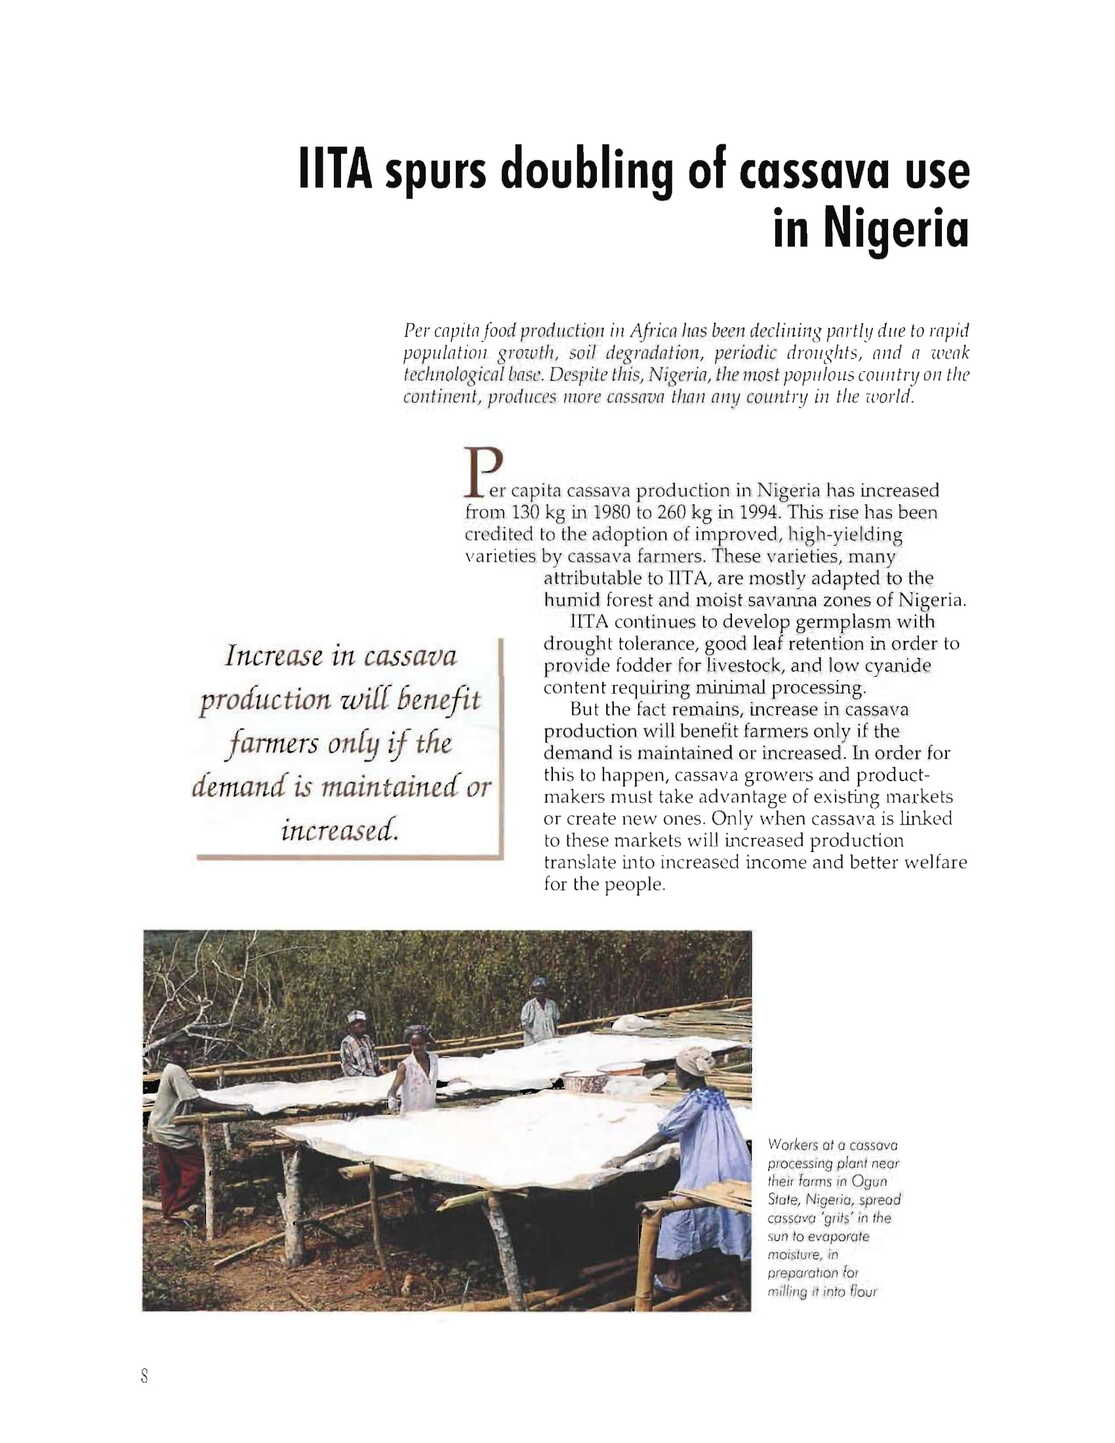 IITA spurs doubling of cassava use
in Nigeria
Per capita food production in Africa has been declining partly due to rapid
population growth, soil degradation, periodic droughts, and a weak
technological base. Despite this, Nigeria, the most populous country on the
continent, produces more cassava than any country in the world.
Per capita cassava production in Nigeria has increased
from 130 kg in 1980 to 260 kg in 1994. This rise has been
credited to the adoption of improved, high-yielding
varieties by cassava farmers. These varieties, many
attributable to IITA, are mostly adapted to the
humid forest and moist savanna zones of Nigeria.
IITA continues to develop germplasm with
drought tolerance, good leaf retention in order to
provide fodder for livestock, and low cyanide
content requiring minimal processing.
But the fact remains, increase in cassava
production will benefit farmers only if the
demand is maintained or increased. In order for
this to happen, cassava growers and product-
makers must take advantage of existing markets
or create new ones. Only when cassava is linked
to these markets will increased production
translate into increased income and better welfare
for the people.
Increase in cassava
production will benefit
farmers only if the
demand is maintained or
increased.
Workers at a cassava
processing plant near
their farms in Ogun
State, Nigeria, spread
cassava 'grits' in the
sun to evaporate
moisture, in
preparation for
milling it into flour
8